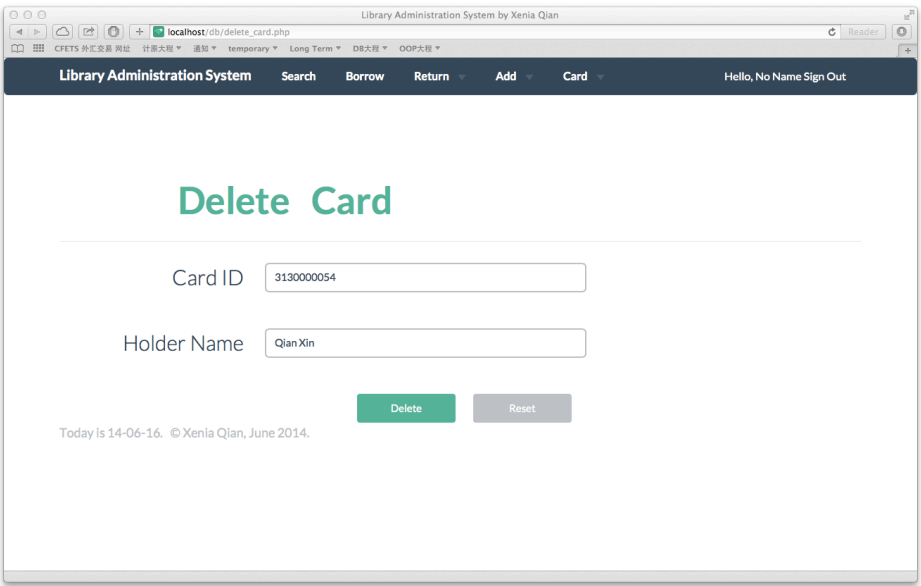 Library Administration System by Xenia Qian
localhost/db/delete_card.php
Reader
CFETS 外汇交易 网址 计原大程 通知 temporary Long Term DB大程 OOP大程
Library Administration System Search Borrow Return Add Card Hello, No Name Sign Out
Delete Card
Card ID 3130000054
Holder Name Qian Xin
Delete Reset
Today is 14-06-16. © Xenia Qian, June 2014.